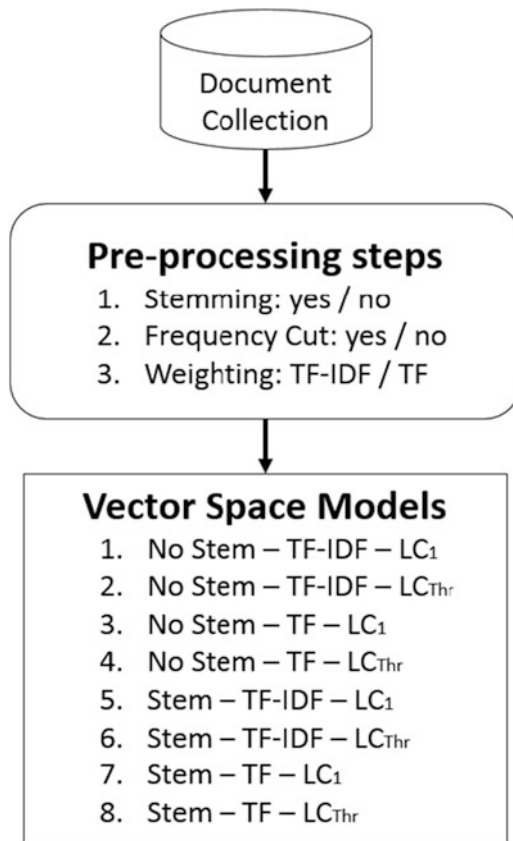 Document
Collection
Pre-processing steps
1. Stemming: yes / no
2. Frequency Cut: yes / no
3. Weighting: TF-IDF / TF
Vector Space Models
1. No Stem – TF-IDF – LC₁
2. No Stem – TF-IDF – LCThr
3. No Stem – TF – LC₁
4. No Stem – TF – LCThr
5. Stem – TF-IDF – LC₁
6. Stem – TF-IDF – LCThr
7. Stem – TF – LC₁
8. Stem – TF – LCThr